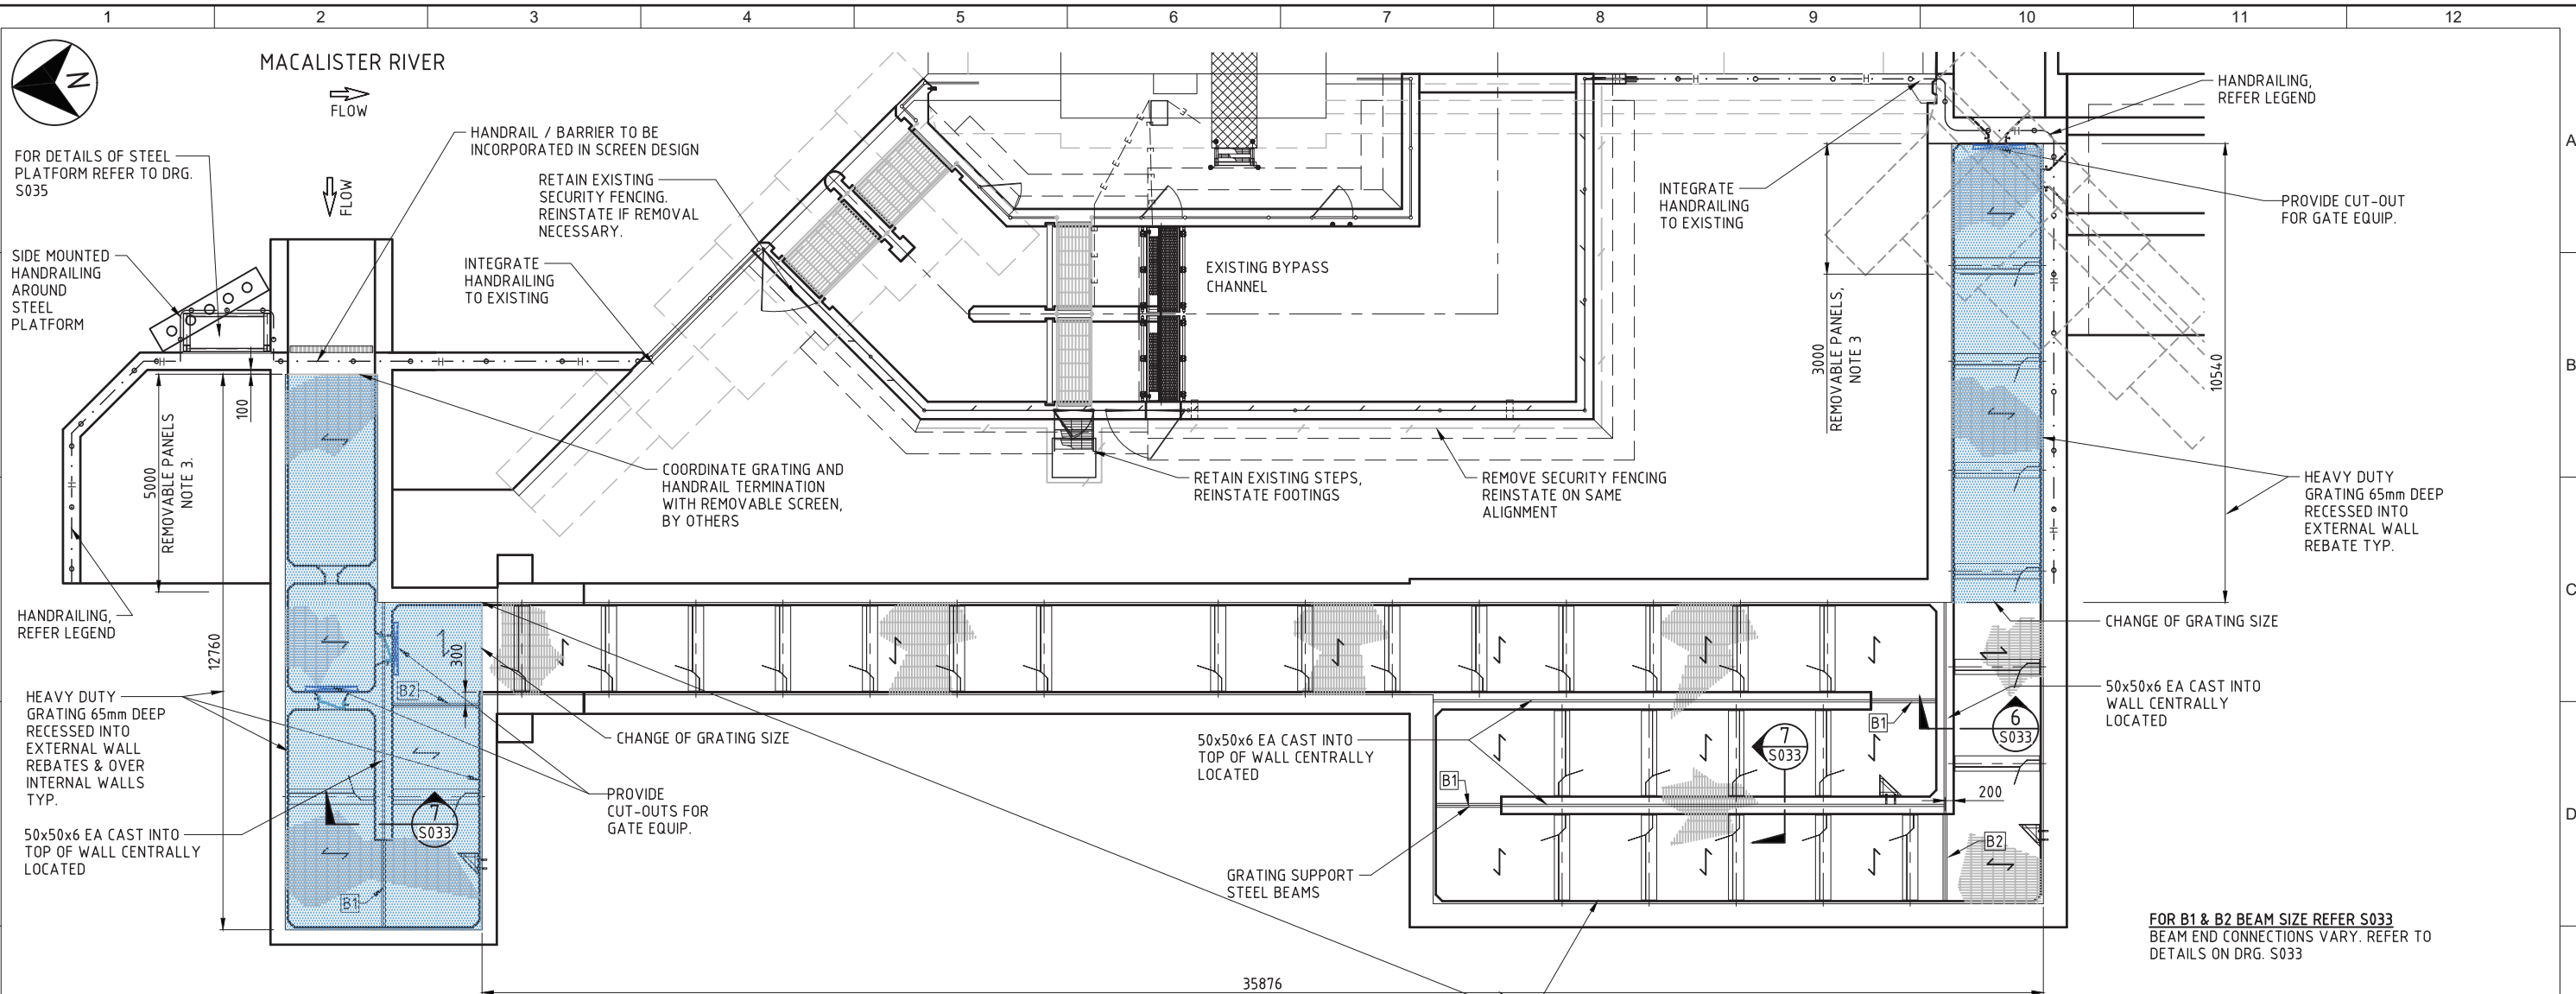 1 2 3 4 5 6 7 8 9 10 11 12
N
MACALISTER RIVER
FLOW
FLOW
FOR DETAILS OF STEEL
PLATFORM REFER TO DRG.
S035
SIDE MOUNTED
HANDRAILING
AROUND
STEEL
PLATFORM
HANDRAIL / BARRIER TO BE
INCORPORATED IN SCREEN DESIGN
RETAIN EXISTING
SECURITY FENCING.
REINSTATE IF REMOVAL
NECESSARY.
INTEGRATE
HANDRAILING
TO EXISTING
EXISTING BYPASS
CHANNEL
INTEGRATE
HANDRAILING
TO EXISTING
HANDRAILING,
REFER LEGEND
PROVIDE CUT-OUT
FOR GATE EQUIP.
A
B
C
D
100
5000
REMOVABLE PANELS
NOTE 3.
12760
3000
REMOVABLE PANELS,
NOTE 3
10540
COORDINATE GRATING AND
HANDRAIL TERMINATION
WITH REMOVABLE SCREEN,
BY OTHERS
RETAIN EXISTING STEPS,
REINSTATE FOOTINGS
REMOVE SECURITY FENCING
REINSTATE ON SAME
ALIGNMENT
HEAVY DUTY
GRATING 65mm DEEP
RECESSED INTO
EXTERNAL WALL
REBATE TYP.
HANDRAILING,
REFER LEGEND
CHANGE OF GRATING SIZE
300
B2
HEAVY DUTY
GRATING 65mm DEEP
RECESSED INTO
EXTERNAL WALL
REBATES & OVER
INTERNAL WALLS
TYP.
CHANGE OF GRATING SIZE
50x50x6 EA CAST INTO
TOP OF WALL CENTRALLY
LOCATED
B1
B1
7
S033
6
S033
50x50x6 EA CAST INTO
WALL CENTRALLY
LOCATED
PROVIDE
CUT-OUTS FOR
GATE EQUIP.
200
50x50x6 EA CAST INTO
TOP OF WALL CENTRALLY
LOCATED
7
S033
B1
B2
GRATING SUPPORT
STEEL BEAMS
FOR B1 & B2 BEAM SIZE REFER S033
BEAM END CONNECTIONS VARY. REFER TO
DETAILS ON DRG. S033
35876